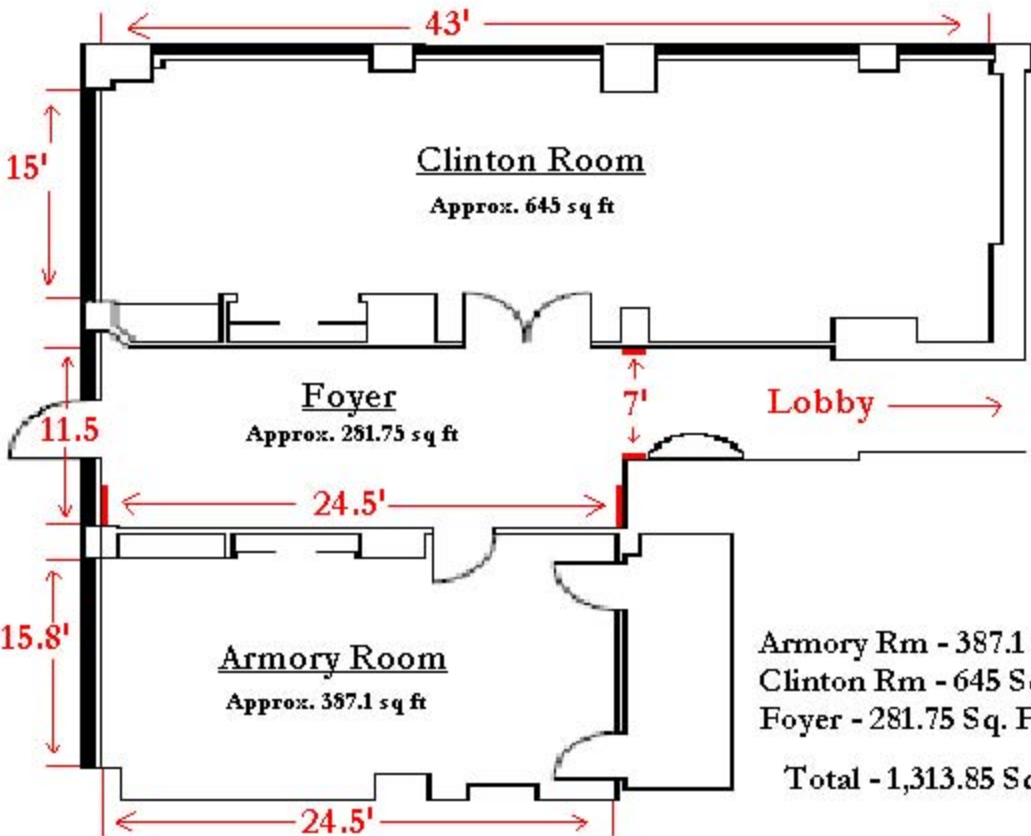 43'
15'
Clinton Room
Approx. 645 sq ft
Foyer
Approx. 281.75 sq ft
11.5
7'
Lobby
24.5'
15.8'
Armory Room
Approx. 387.1 sq ft
Armory Rm - 387.1
Clinton Rm - 645 S
Foyer - 281.75 Sq. F
Total - 1,313.85 Sq
24.5'